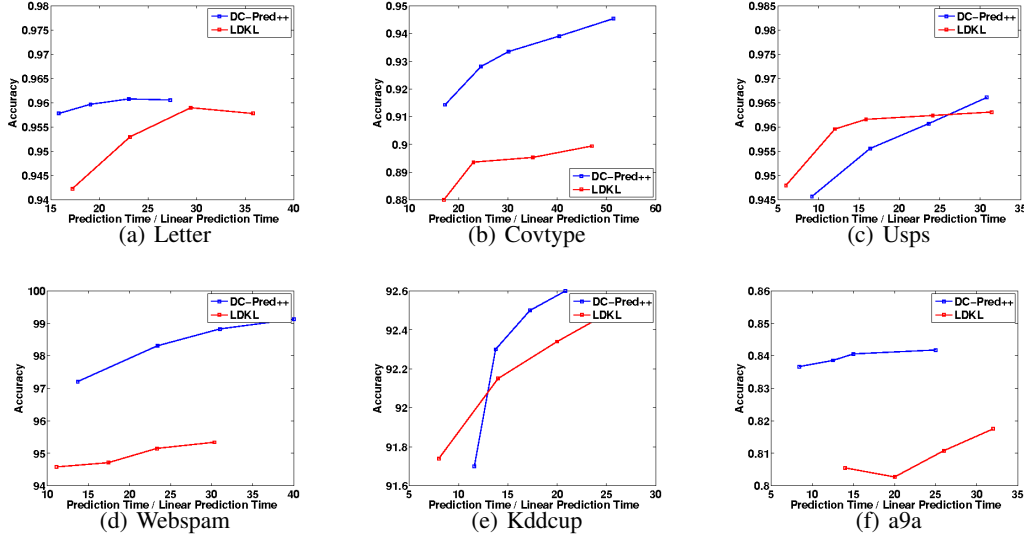 0.98
0.975
0.97
0.965
0.96
0.955
0.95
0.945
0.94
Accuracy
DC-Pred++
LDKL
15 20 25 30 35 40
Prediction Time / Linear Prediction Time
(a) Letter
0.95
0.94
0.93
0.92
0.91
0.9
0.89
0.88
Accuracy
DC-Pred++
LDKL
10 20 30 40 50 60
Prediction Time / Linear Prediction Time
(b) Covtype
0.985
0.98
0.975
0.97
0.965
0.96
0.955
0.95
0.945
Accuracy
DC-Pred++
LDKL
5 10 15 20 25 30 35
Prediction Time / Linear Prediction Time
(c) Usps
100
99
98
97
96
95
94
93
Accuracy
DC-Pred++
LDKL
10 20 30 40
Prediction Time / Linear Prediction Time
(d) Webspam
92.6
92.4
92.2
92
91.8
91.6
Accuracy
DC-Pred++
LDKL
5 10 15 20 25 30
Prediction Time / Linear Prediction Time
(e) Kddcup
0.86
0.85
0.84
0.83
0.82
0.81
0.8
Accuracy
DC-Pred++
LDKL
5 10 15 20 25 30 35
Prediction Time / Linear Prediction Time
(f) a9a